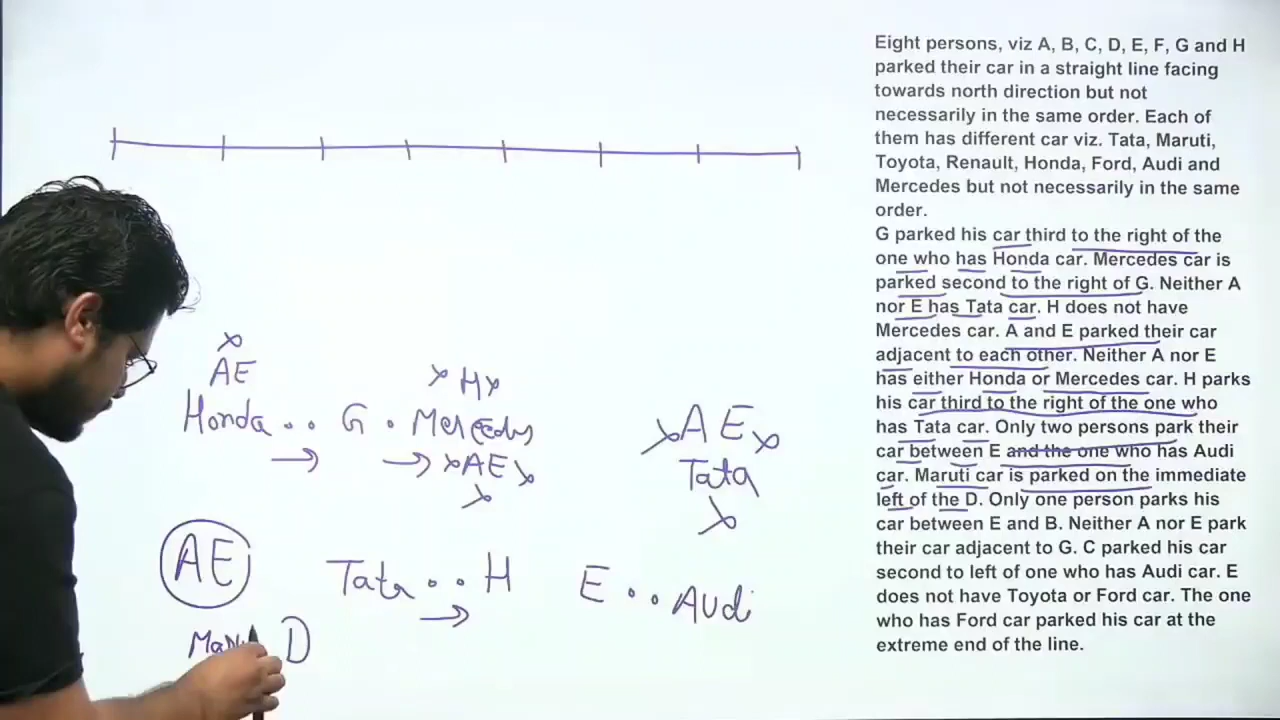 Eight persons, viz A, B, C, D, E, F, G and H
parked their car in a straight line facing
towards north direction but not
necessarily in the same order. Each of
them has different car viz. Tata, Maruti,
Toyota, Renault, Honda, Ford, Audi and
Mercedes but not necessarily in the same
order.
G parked his car third to the right of the
one who has Honda car. Mercedes car is
parked second to the right of G. Neither A
nor E has Tata car. H does not have
Mercedes car. A and E parked their car
adjacent to each other. Neither A nor E
has either Honda or Mercedes car. H parks
his car third to the right of the one who
has Tata car. Only two persons park their
car between E and the one who has Audi
car. Maruti car is parked on the immediate
left of the D. Only one person parks his
car between E and B. Neither A nor E park
their car adjacent to G. C parked his car
second to left of one who has Audi car. E
does not have Toyota or Ford car. The one
who has Ford car parked his car at the
extreme end of the line.
x
AE
Honda . . G . Mercedes
x H x
x AE x
x
x A E x
Tata
x
AE
Tata . . H
E . . Audi
D